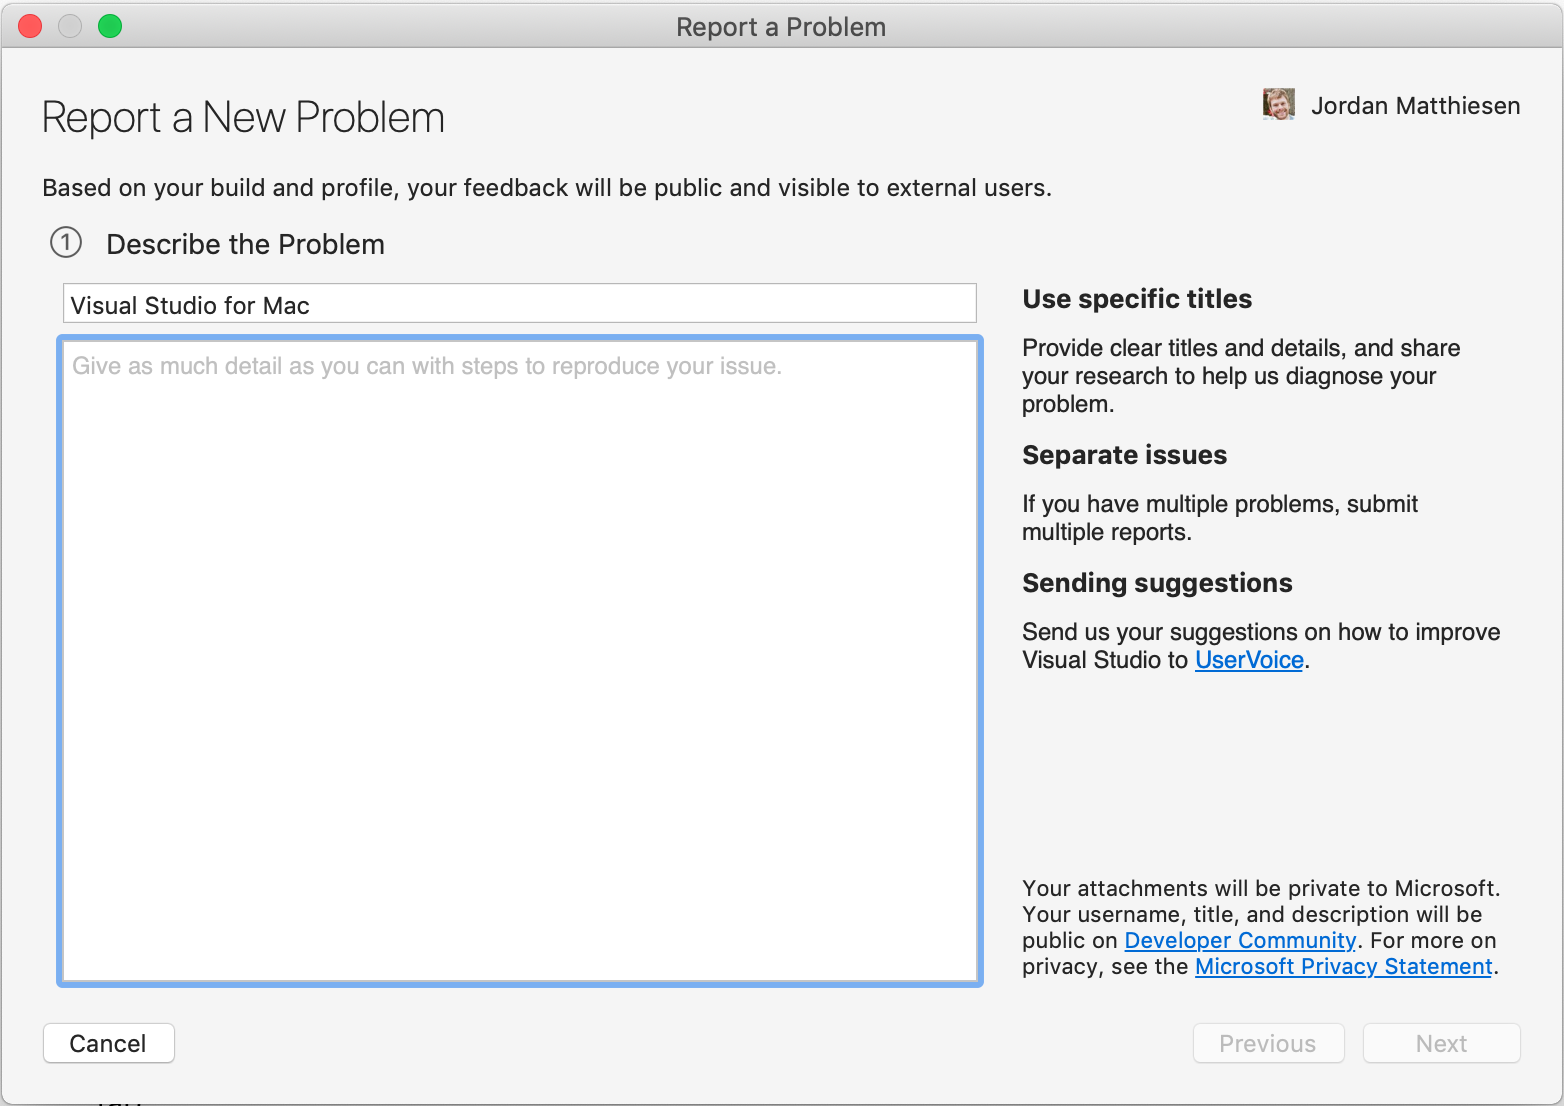 Report a Problem
Report a New Problem
Jordan Matthiesen
Based on your build and profile, your feedback will be public and visible to external users.
1 Describe the Problem
Visual Studio for Mac
Give as much detail as you can with steps to reproduce your issue.
Use specific titles
Provide clear titles and details, and share
your research to help us diagnose your
problem.
Separate issues
If you have multiple problems, submit
multiple reports.
Sending suggestions
Send us your suggestions on how to improve
Visual Studio to UserVoice.
Your attachments will be private to Microsoft.
Your username, title, and description will be
public on Developer Community. For more on
privacy, see the Microsoft Privacy Statement.
Cancel
Previous
Next